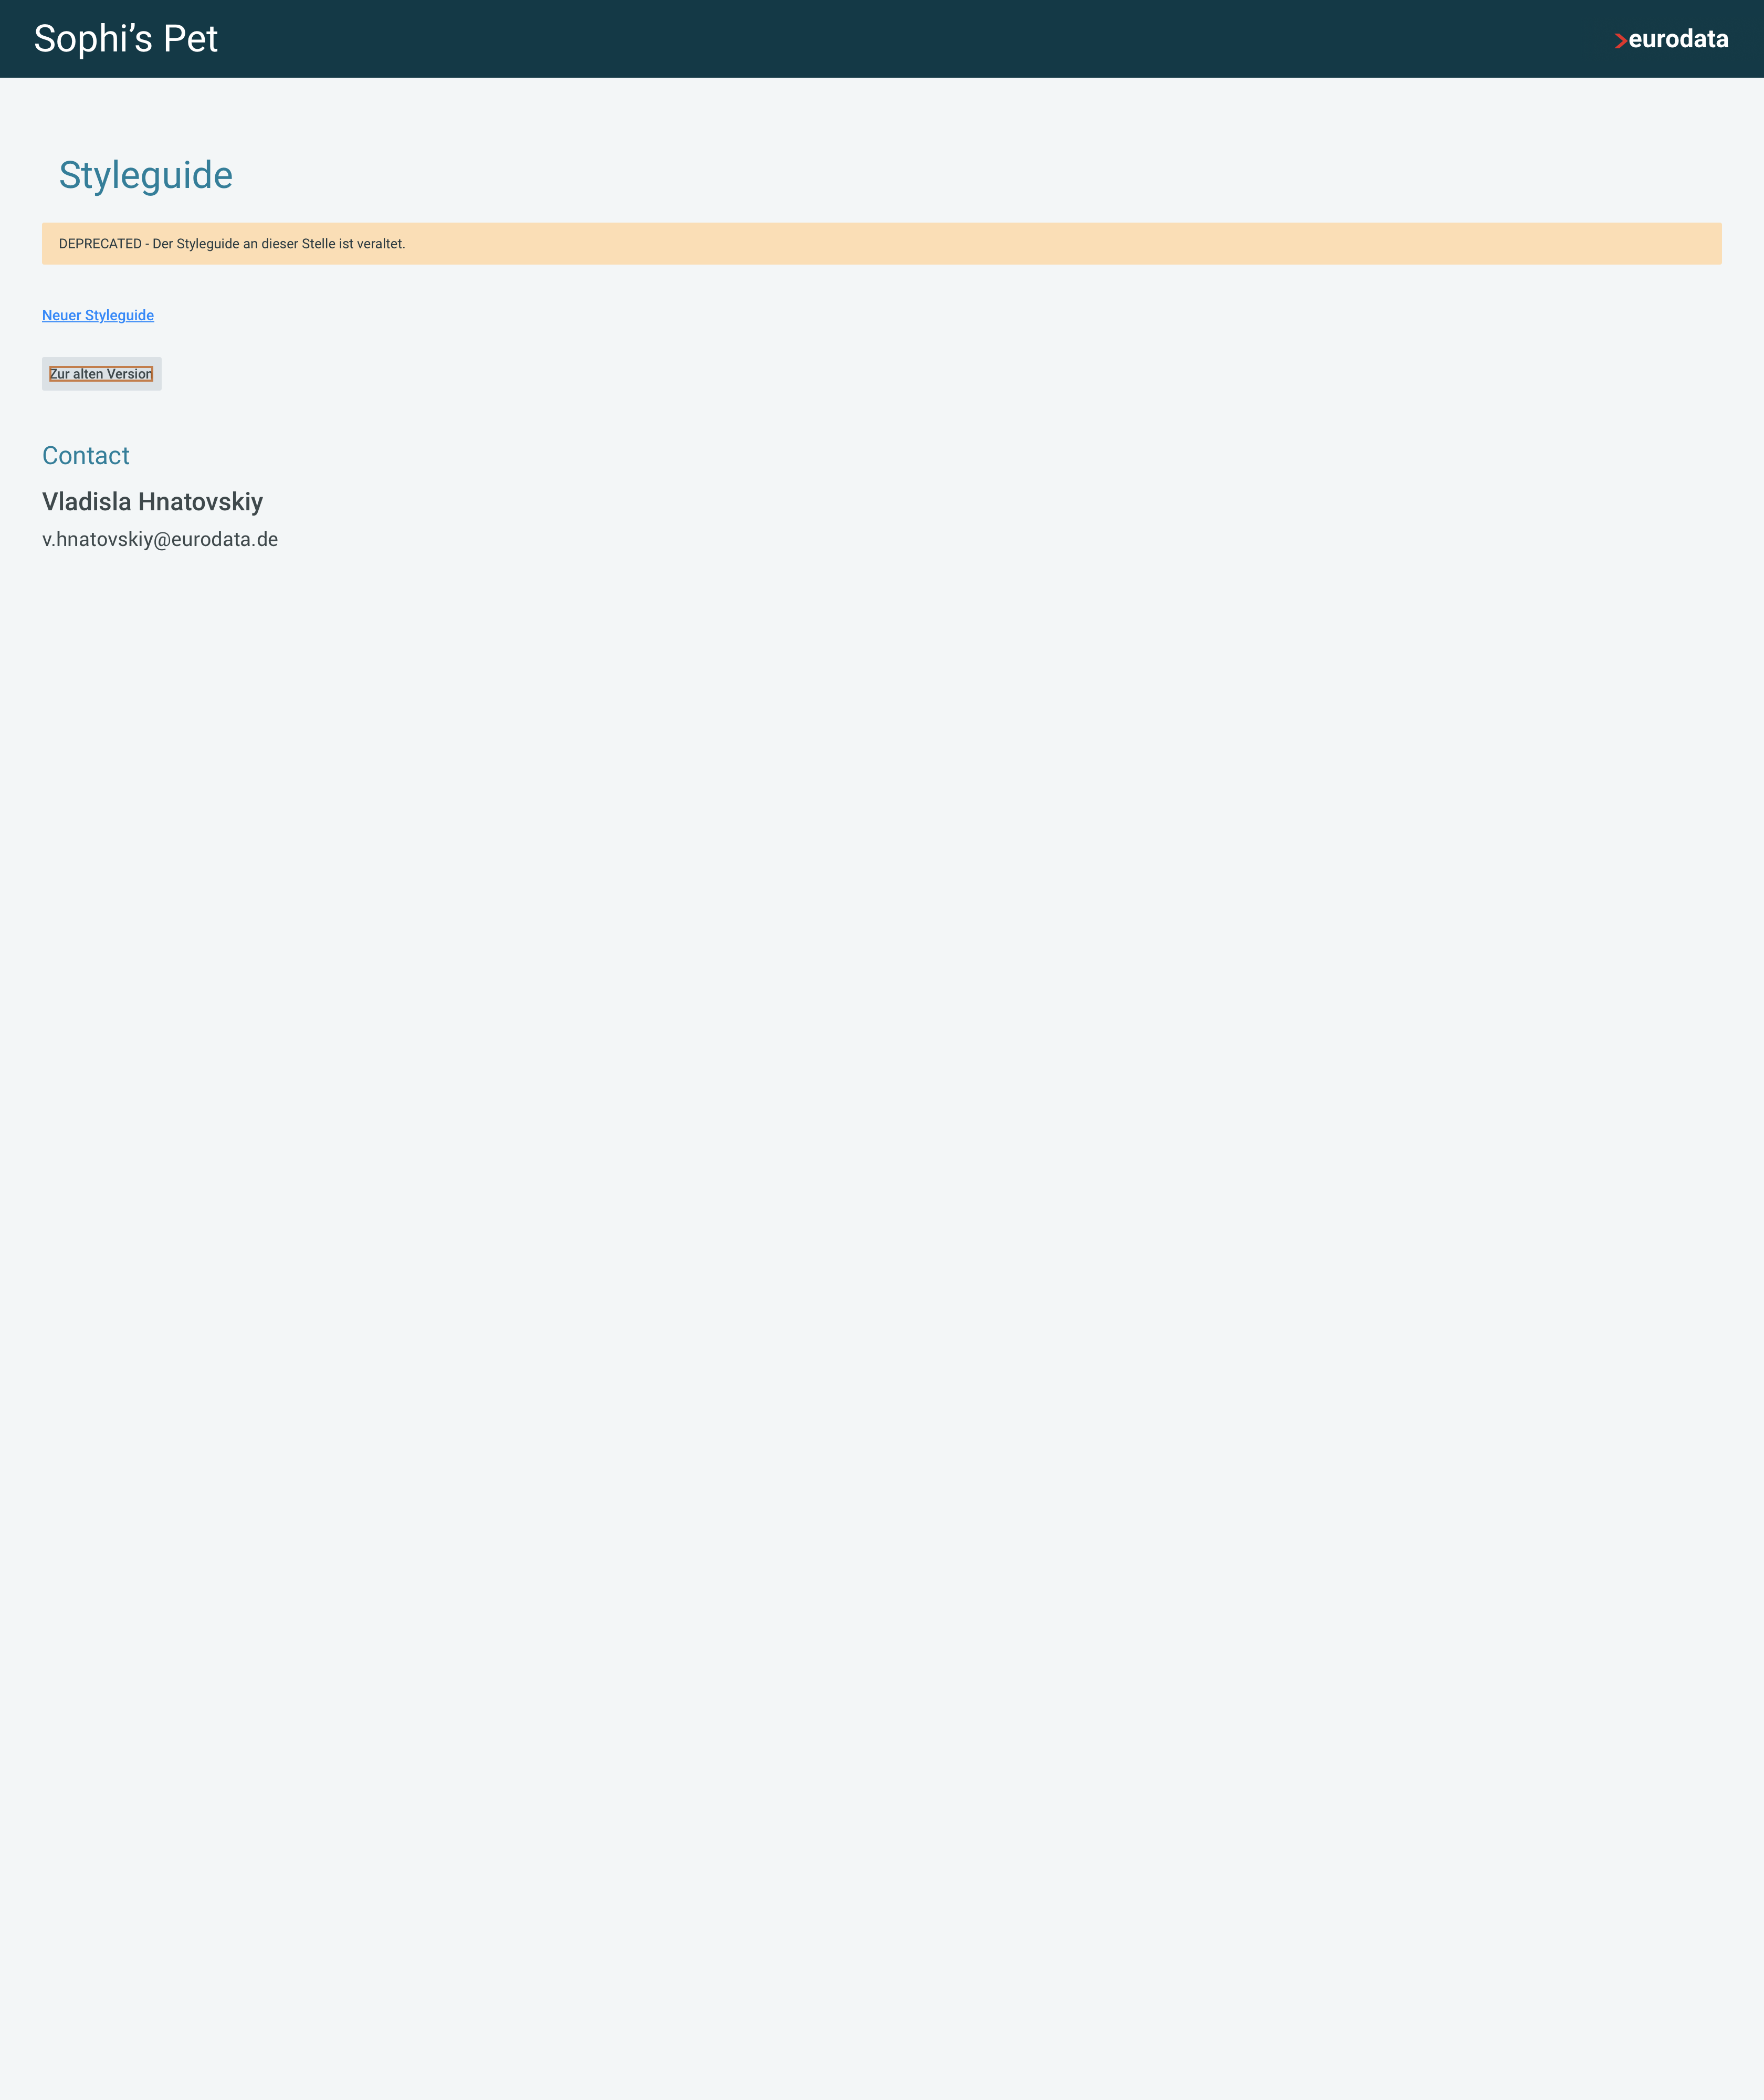 Sophi’s Pet
eurodata
Styleguide
DEPRECATED - Der Styleguide an dieser Stelle ist veraltet.
Neuer Styleguide
Zur alten Version
Contact
Vladisla Hnatovskiy
v.hnatovskiy@eurodata.de